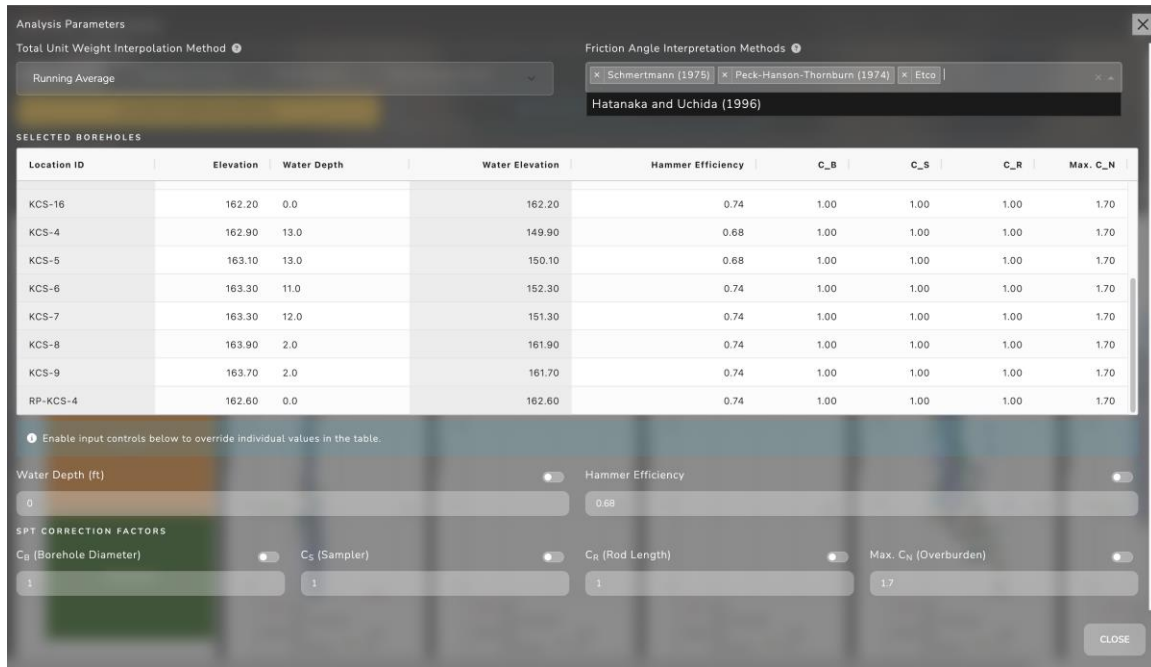 Analysis Parameters
Total Unit Weight Interpolation Method
Friction Angle Interpretation Methods
Running Average
× Schmertmann (1975) × Peck-Hanson-Thornburn (1974) × Etco
Hatanaka and Uchida (1996)
SELECTED BOREHOLES
Location ID Elevation Water Depth Water Elevation Hammer Efficiency C_B C_S C_R Max. C_N
KCS-16 162.20 0.0 162.20 0.74 1.00 1.00 1.00 1.70
KCS-4 162.90 13.0 149.90 0.68 1.00 1.00 1.00 1.70
KCS-5 163.10 13.0 150.10 0.68 1.00 1.00 1.00 1.70
KCS-6 163.30 11.0 152.30 0.74 1.00 1.00 1.00 1.70
KCS-7 163.30 12.0 151.30 0.74 1.00 1.00 1.00 1.70
KCS-8 163.90 2.0 161.90 0.74 1.00 1.00 1.00 1.70
KCS-9 163.70 2.0 161.70 0.74 1.00 1.00 1.00 1.70
RP-KCS-4 162.60 0.0 162.60 0.74 1.00 1.00 1.00 1.70
Enable input controls below to override individual values in the table.
Water Depth (ft) Hammer Efficiency
0 0.68
SPT CORRECTION FACTORS
C_B (Borehole Diameter) C_S (Sampler) C_R (Rod Length) Max. C_N (Overburden)
1 1 1 1.7
CLOSE